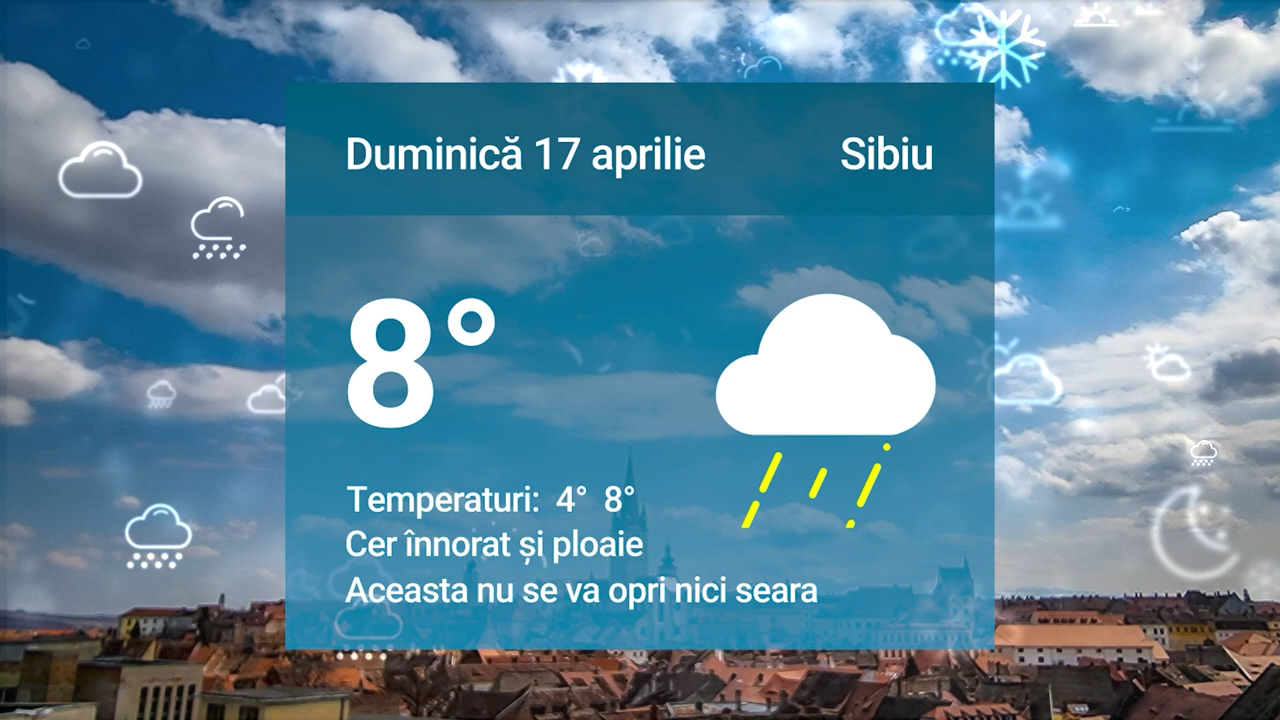 Duminică 17 aprilie Sibiu
8°
Temperaturi: 4° 8°
Cer înnorat și ploaie
Aceasta nu se va opri nici seara